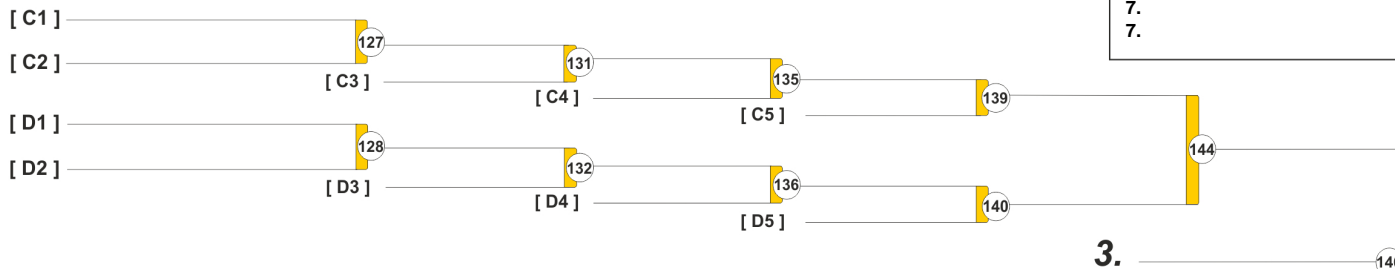 7.
7.
[ C1 ]
[ C2 ]
127
[ C3 ]
131
[ C4 ]
135
[ C5 ]
139
[ D1 ]
[ D2 ]
128
[ D3 ]
132
[ D4 ]
136
[ D5 ]
140
144
3.